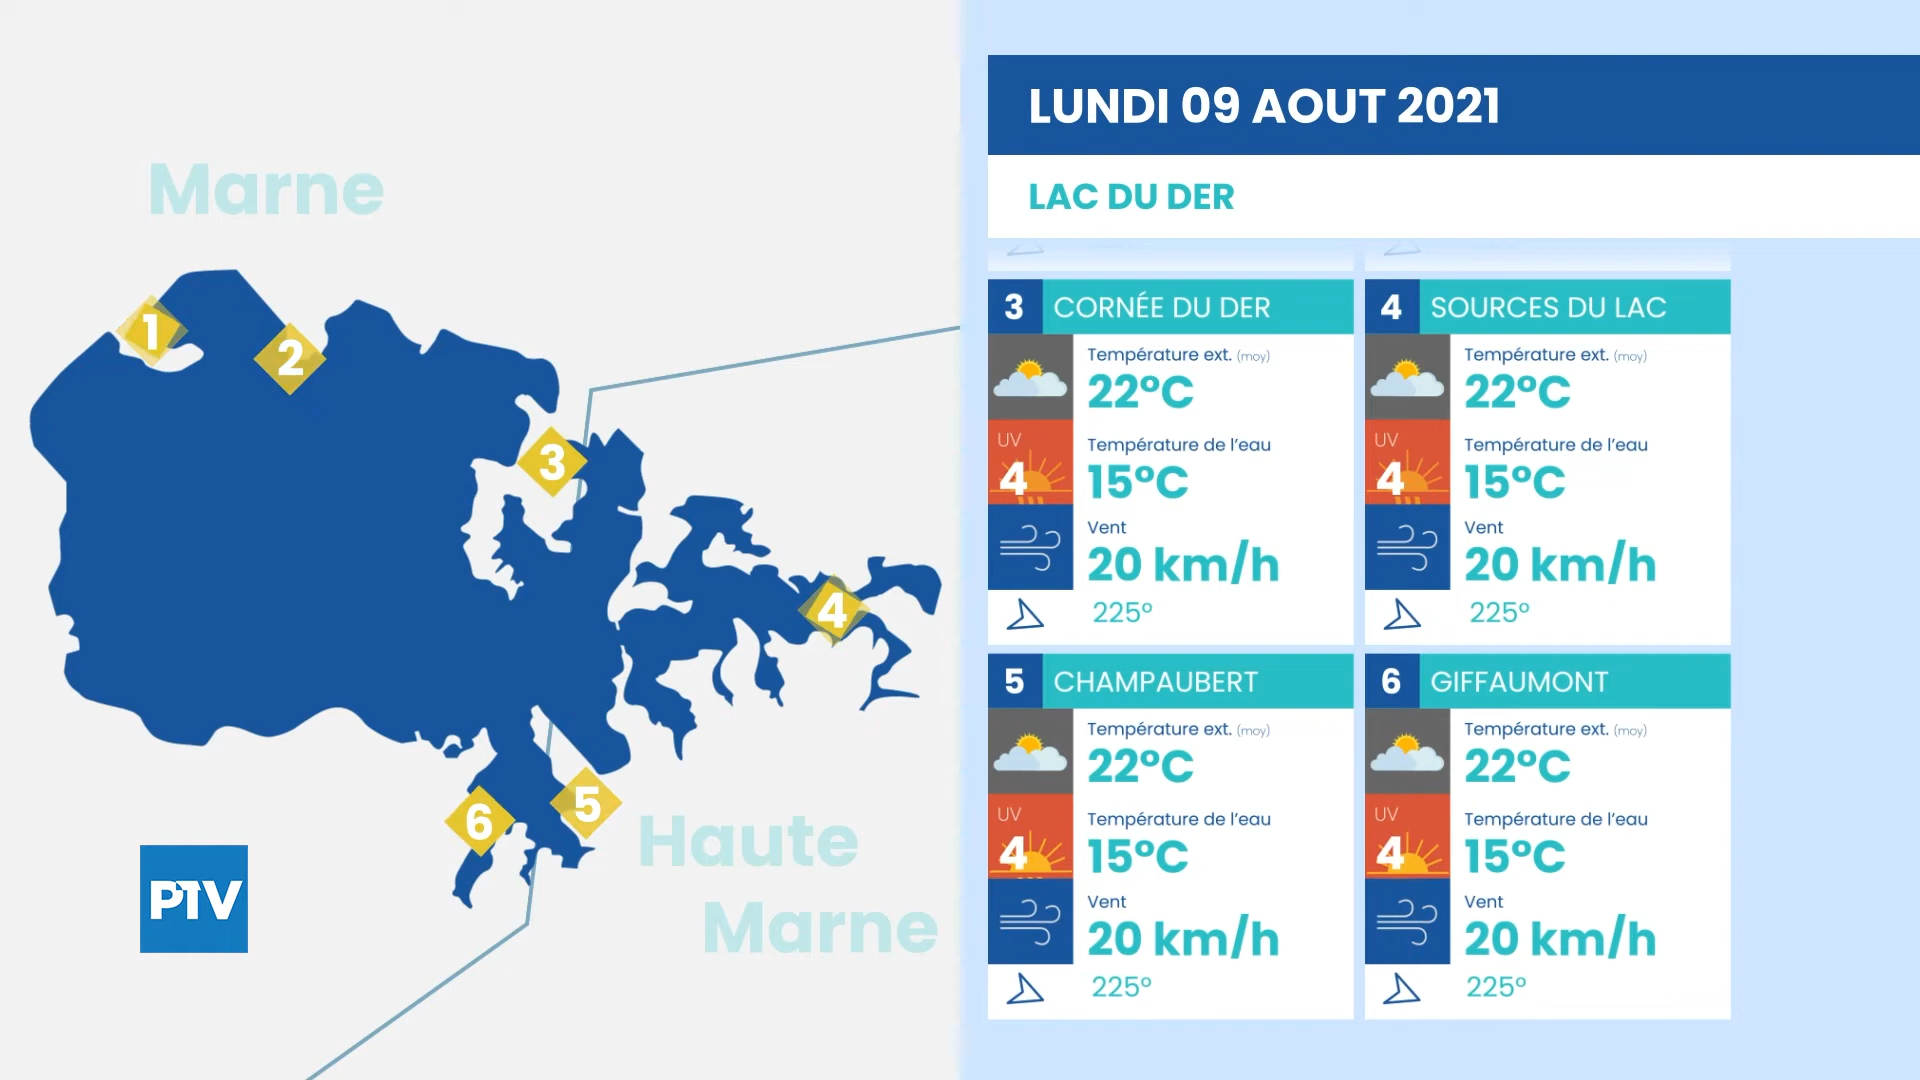 Marne
1
2
3
4
5
6
Haute
Marne
PTV
LUNDI 09 AOUT 2021
LAC DU DER
3 CORNÉE DU DER
Température ext. (moy)
22°C
UV
4
Température de l'eau
15°C
Vent
20 km/h
225°
4 SOURCES DU LAC
Température ext. (moy)
22°C
UV
4
Température de l'eau
15°C
Vent
20 km/h
225°
5 CHAMPAUBERT
Température ext. (moy)
22°C
UV
4
Température de l'eau
15°C
Vent
20 km/h
225°
6 GIFFAUMONT
Température ext. (moy)
22°C
UV
4
Température de l'eau
15°C
Vent
20 km/h
225°